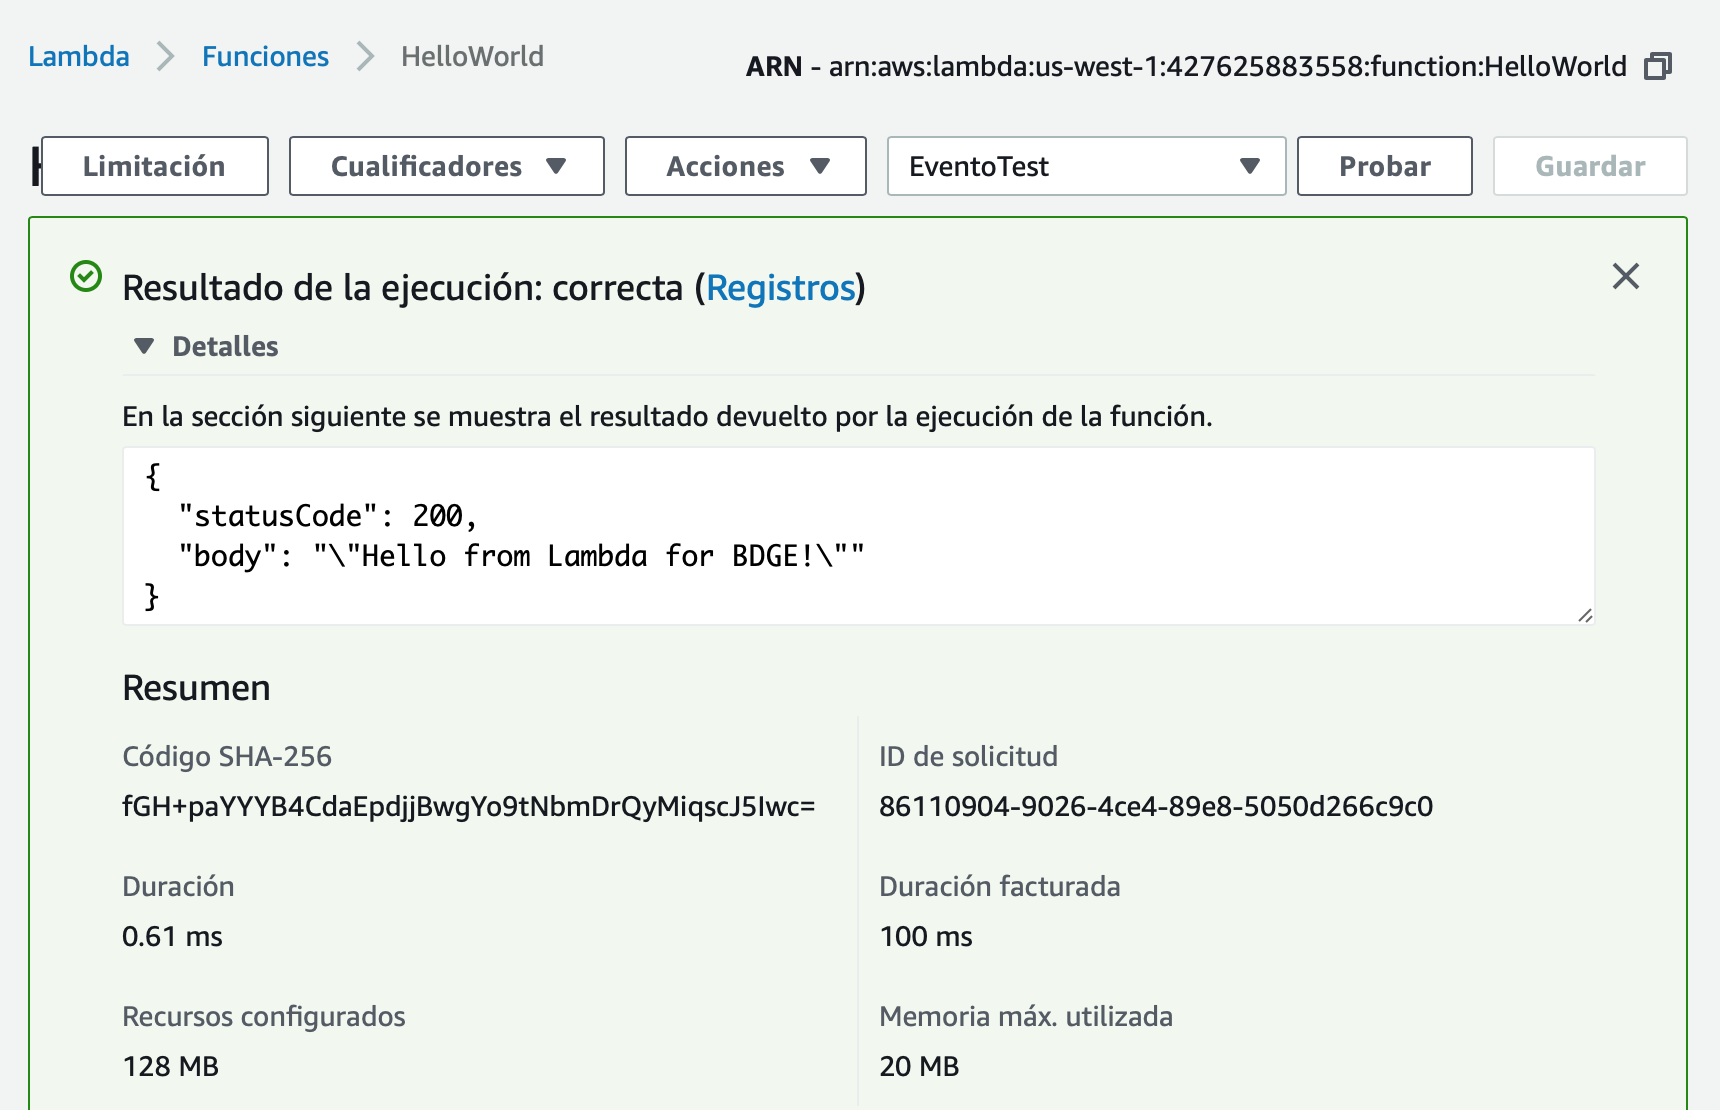 Lambda Funciones HelloWorld
ARN - arn:aws:lambda:us-west-1:427625883558:function:HelloWorld
Limitación Cualificadores Acciones EventoTest Probar Guardar
Resultado de la ejecución: correcta (Registros)
Detalles
En la sección siguiente se muestra el resultado devuelto por la ejecución de la función.
{
"statusCode": 200,
"body": "\"Hello from Lambda for BDGE!\""
}
Resumen
Código SHA-256
fGH+paYYYB4CdaEpdjjBwgYo9tNbmDrQyMiqscJ5Iwc=
ID de solicitud
86110904-9026-4ce4-89e8-5050d266c9c0
Duración
0.61 ms
Duración facturada
100 ms
Recursos configurados
128 MB
Memoria máx. utilizada
20 MB